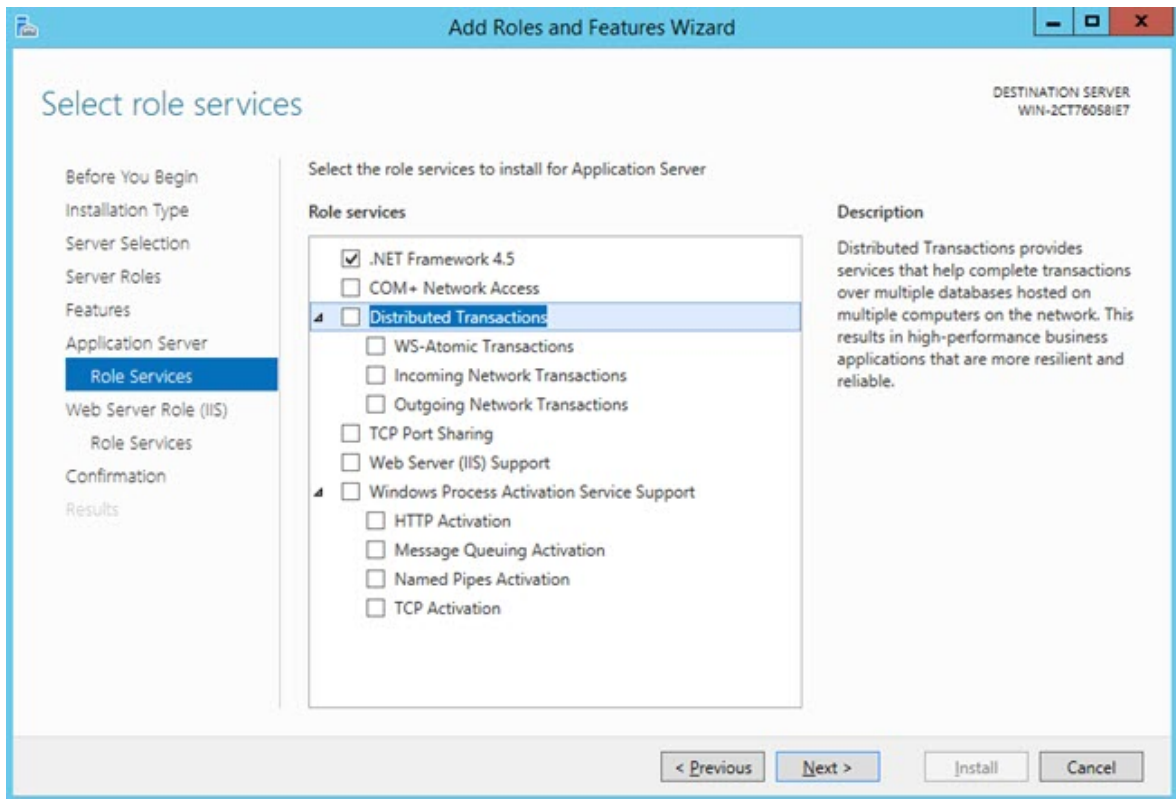 Add Roles and Features Wizard
Select role services
DESTINATION SERVER
WIN-2CT76OS8IE7
Before You Begin
Installation Type
Server Selection
Server Roles
Features
Application Server
Role Services
Web Server Role (IIS)
Role Services
Confirmation
Results
Select the role services to install for Application Server
Role services
.NET Framework 4.5
COM+ Network Access
Distributed Transactions
WS-Atomic Transactions
Incoming Network Transactions
Outgoing Network Transactions
TCP Port Sharing
Web Server (IIS) Support
Windows Process Activation Service Support
HTTP Activation
Message Queuing Activation
Named Pipes Activation
TCP Activation
Description
Distributed Transactions provides
services that help complete transactions
over multiple databases hosted on
multiple computers on the network. This
results in high-performance business
applications that are more resilient and
reliable.
< Previous
Next >
Install
Cancel